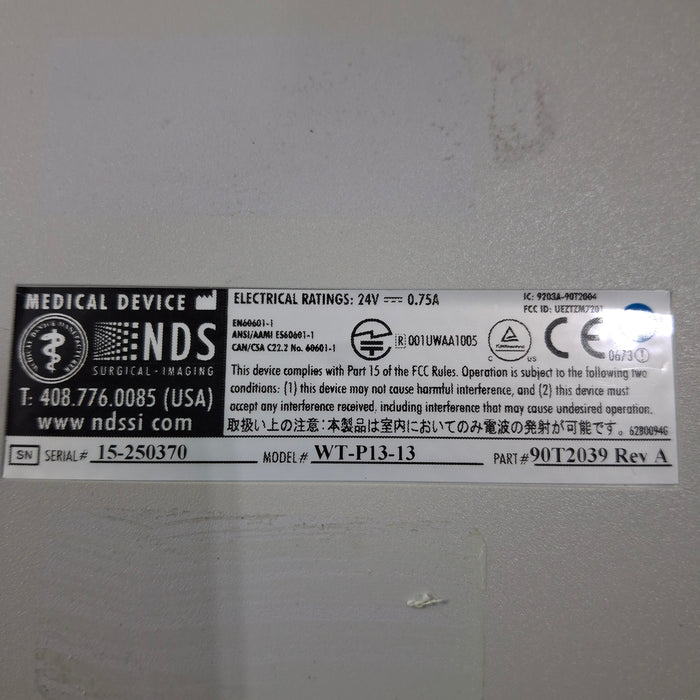 MEDICAL DEVICE
MEDICAL DEVICE MANUFACTURER
NDS
SURGICAL · IMAGING
T: 408.776.0085 (USA)
www ndssi com
ELECTRICAL RATINGS: 24V 0.75A
IC: 9203A-90T2004
FCC ID: UEZTZM7201
EN60601-1
ANSI/AAMI ES60601-1
CAN/CSA C22.2 No. 60601-1
R 001UWAA1005
C US
CE 0673
This device complies with Part 15 of the FCC Rules. Operation is subject to the following two
conditions: (1) this device may not cause harmful interference, and (2) this device must
accept any interference received, including interference that may cause undesired operation.
取扱い上の注意:本製品は室内においてのみ電波の発射が可能です。 62B0094G
SN SERIAL# 15-250370 MODEL# WT-P13-13 PART# 90T2039 Rev A